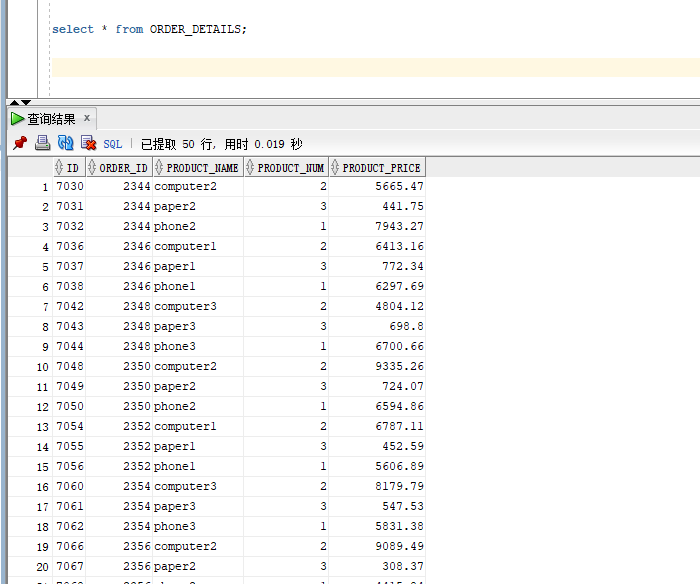 select * from ORDER_DETAILS;
查询结果 x
SQL | 已提取 50 行, 用时 0.019 秒
ID ORDER_ID PRODUCT_NAME PRODUCT_NUM PRODUCT_PRICE
1 7030 2344 computer2 2 5665.47
2 7031 2344 paper2 3 441.75
3 7032 2344 phone2 1 7943.27
4 7036 2346 computer1 2 6413.16
5 7037 2346 paper1 3 772.34
6 7038 2346 phone1 1 6297.69
7 7042 2348 computer3 2 4804.12
8 7043 2348 paper3 3 698.8
9 7044 2348 phone3 1 6700.66
10 7048 2350 computer2 2 9335.26
11 7049 2350 paper2 3 724.07
12 7050 2350 phone2 1 6594.86
13 7054 2352 computer1 2 6787.11
14 7055 2352 paper1 3 452.59
15 7056 2352 phone1 1 5606.89
16 7060 2354 computer3 2 8179.79
17 7061 2354 paper3 3 547.53
18 7062 2354 phone3 1 5831.38
19 7066 2356 computer2 2 9089.49
20 7067 2356 paper2 3 308.37